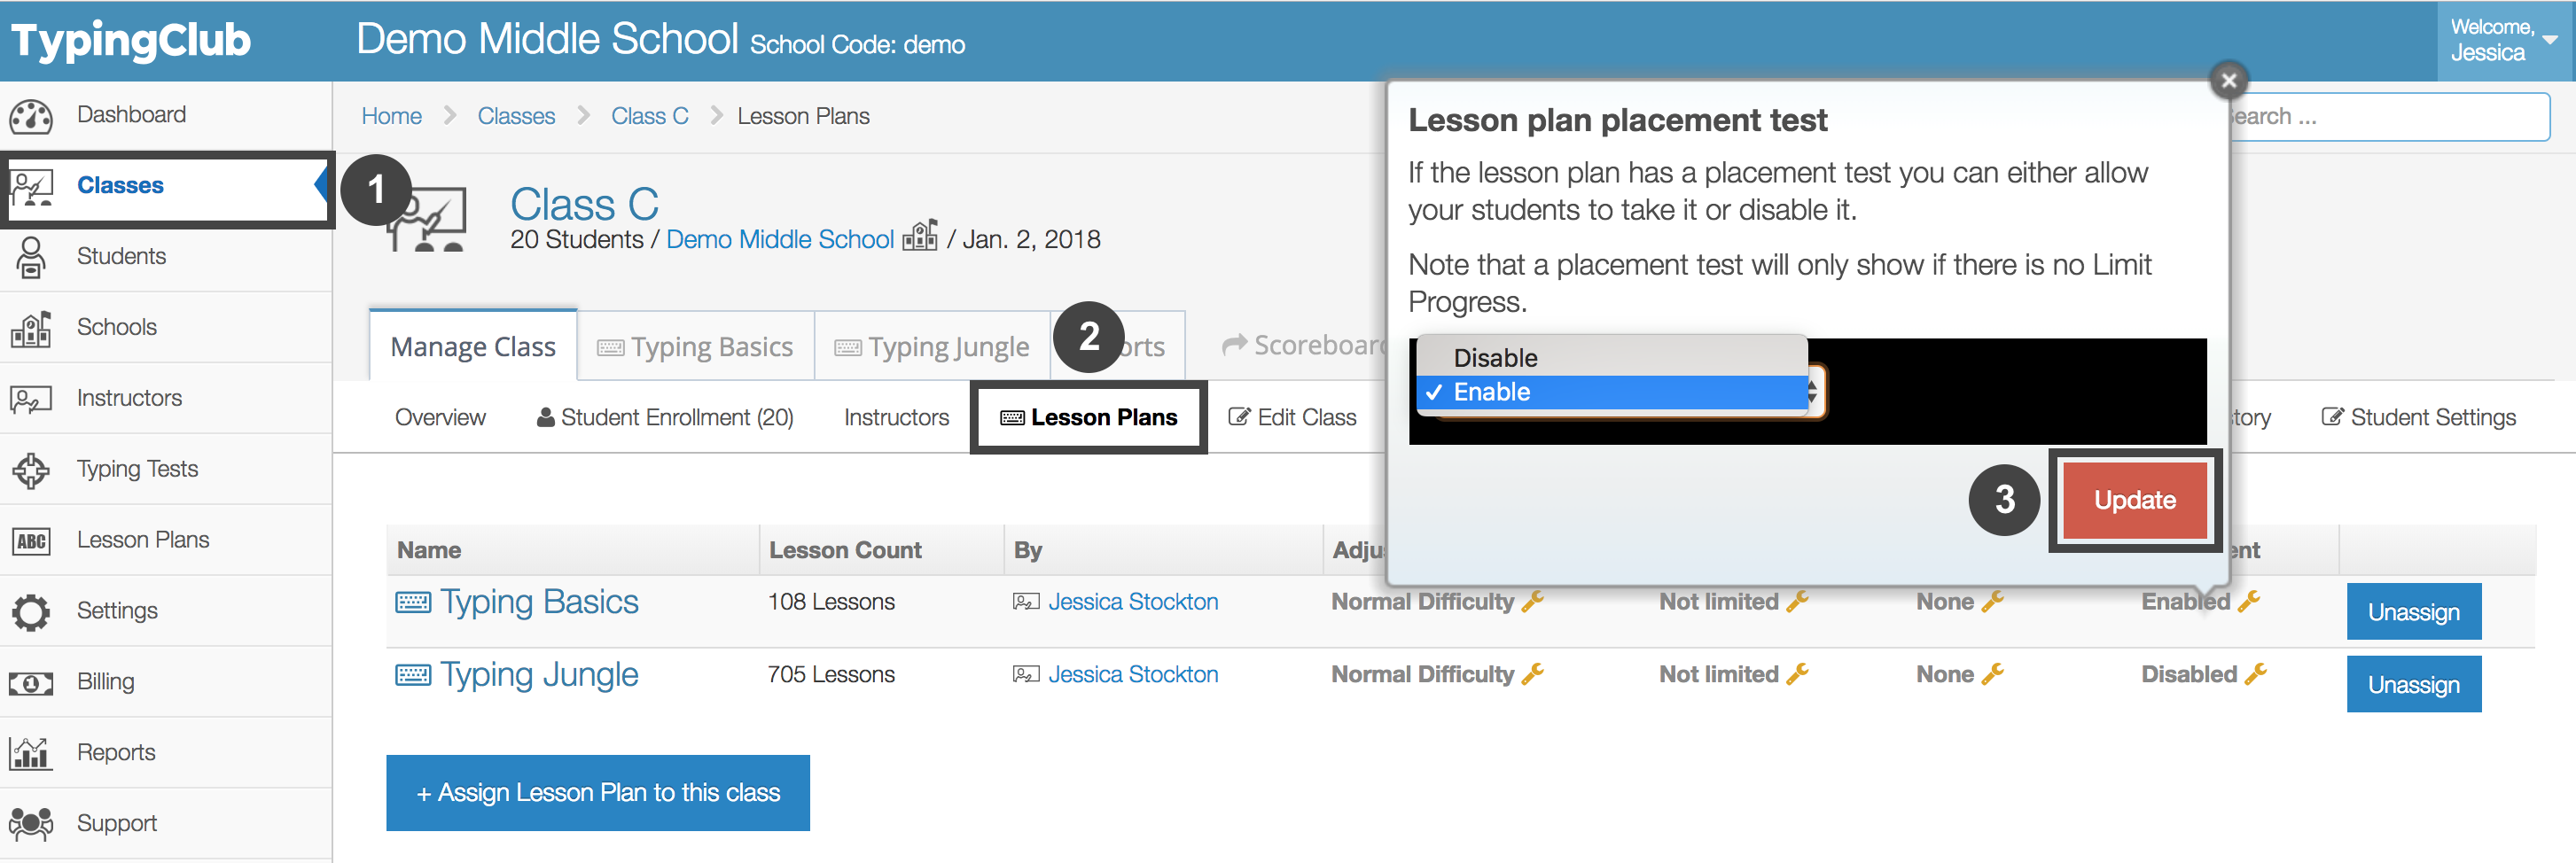 TypingClub
Demo Middle School School Code: demo
Welcome,
Jessica
Dashboard
Classes
Students
Schools
Instructors
Typing Tests
ABC Lesson Plans
Settings
Billing
Reports
Support
Home Classes Class C Lesson Plans
1
Class C
20 Students / Demo Middle School / Jan. 2, 2018
Manage Class Typing Basics Typing Jungle 2 orts Scoreboard
Overview Student Enrollment (20) Instructors Lesson Plans Edit Class tory Student Settings
earch ...
Lesson plan placement test
If the lesson plan has a placement test you can either allow
your students to take it or disable it.
Note that a placement test will only show if there is no Limit
Progress.
Disable
✓ Enable
3 Update
Name Lesson Count By Adju ent
Typing Basics 108 Lessons Jessica Stockton Normal Difficulty Not limited None Enabled Unassign
Typing Jungle 705 Lessons Jessica Stockton Normal Difficulty Not limited None Disabled Unassign
+ Assign Lesson Plan to this class